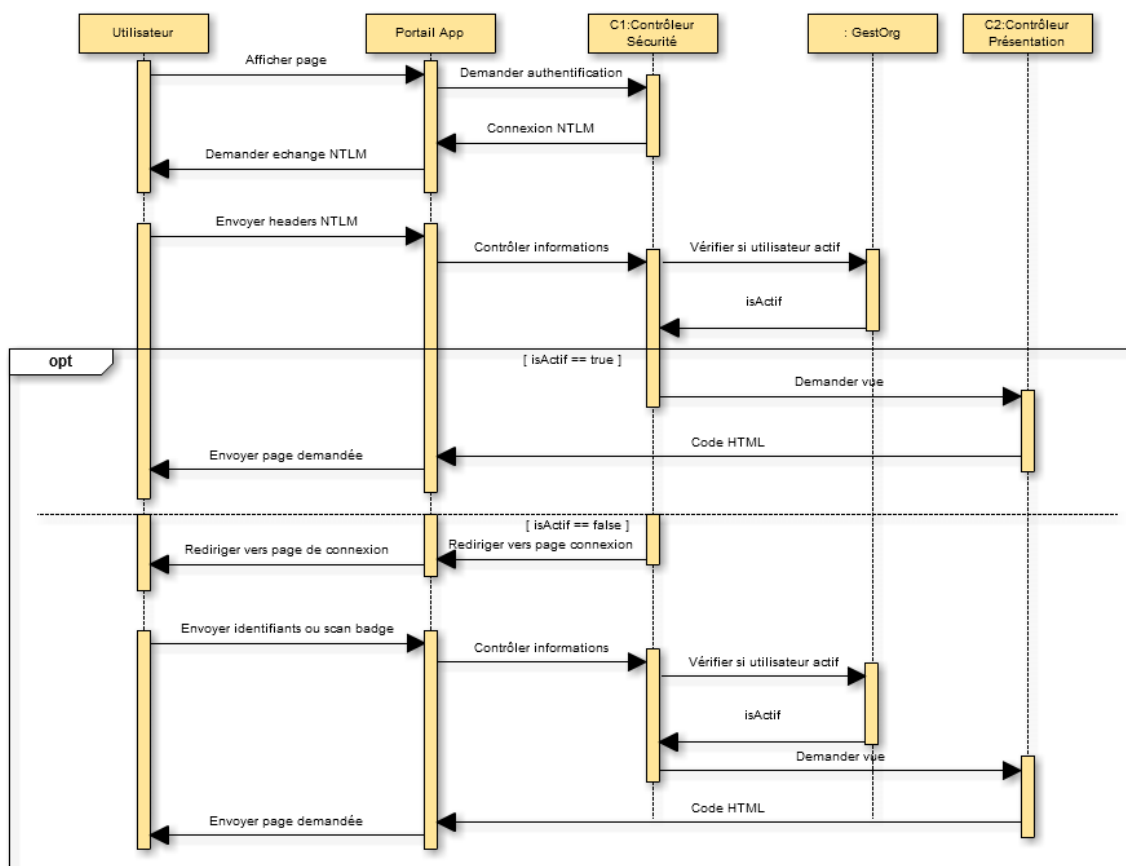 Utilisateur
Portail App
C1:Contrôleur
Sécurité
: GestOrg
C2:Contrôleur
Présentation
Afficher page
Demander authentification
Connexion NTLM
Demander echange NTLM
Envoyer headers NTLM
Contrôler informations
Vérifier si utilisateur actif
isActif
opt
[ isActif == true ]
Demander vue
Code HTML
Envoyer page demandée
[ isActif == false ]
Rediriger vers page connexion
Rediriger vers page de connexion
Envoyer identifiants ou scan badge
Contrôler informations
Vérifier si utilisateur actif
isActif
Demander vue
Code HTML
Envoyer page demandée